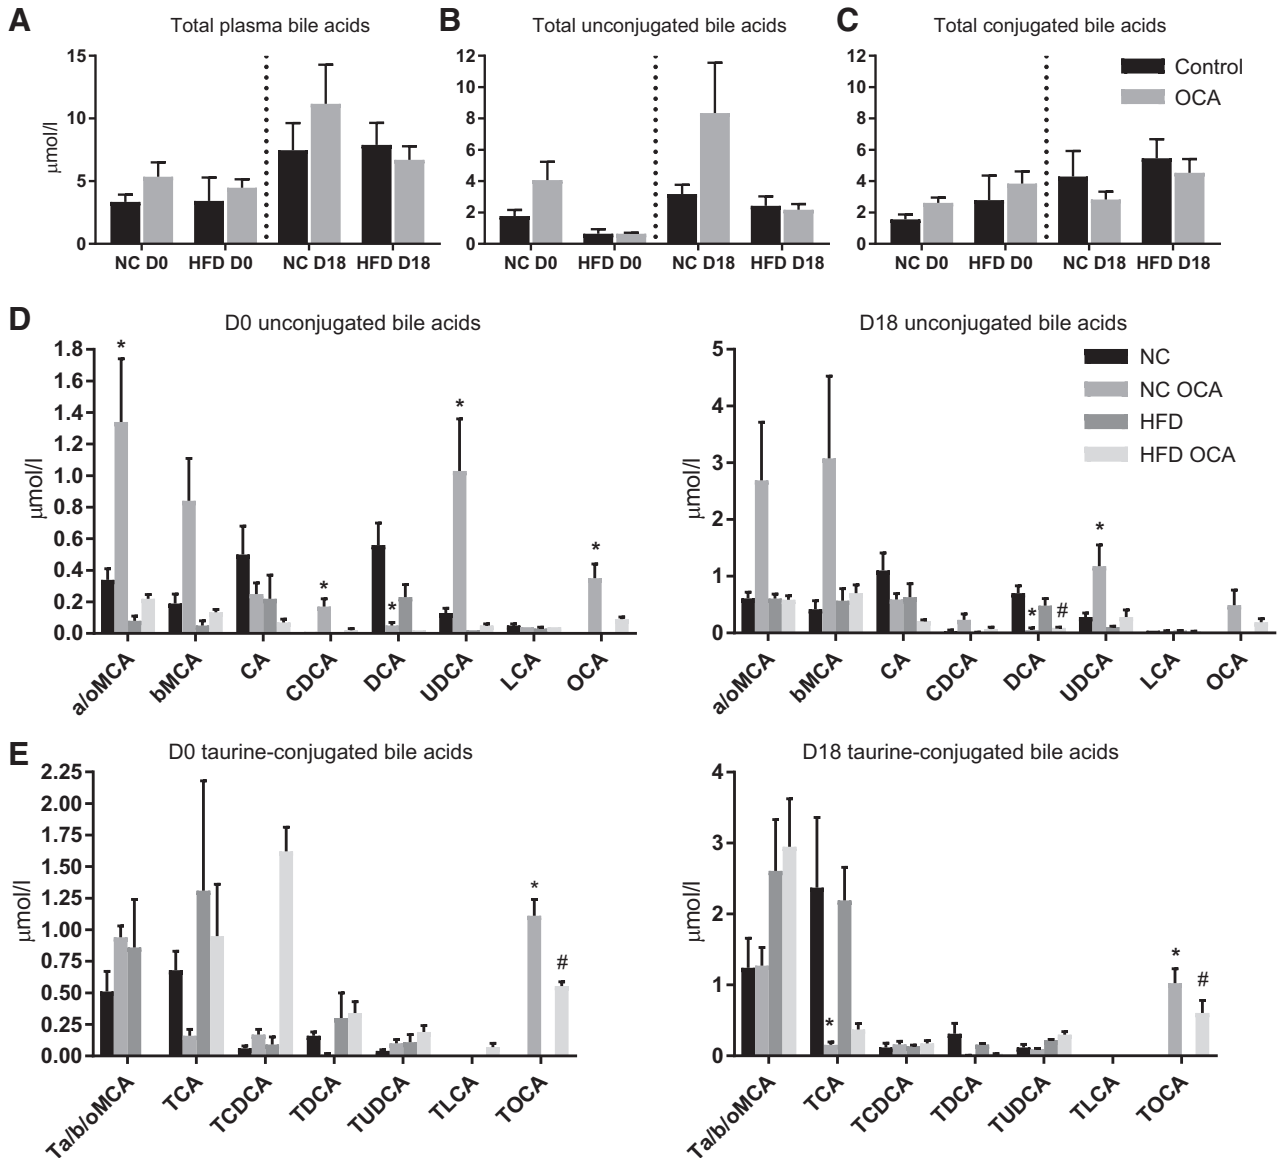 A
Total plasma bile acids
15
10
5
0
μmol/l
NC D0
HFD D0
NC D18
HFD D18
B
Total unconjugated bile acids
12
10
8
6
4
2
0
NC D0
HFD D0
NC D18
HFD D18
C
Total conjugated bile acids
12
10
8
6
4
2
0
NC D0
HFD D0
NC D18
HFD D18
Control
OCA
D
D0 unconjugated bile acids
1.8
1.6
1.4
1.2
1.0
0.8
0.6
0.4
0.2
0.0
μmol/l
*
*
*
*
*
a/oMCA
bMCA
CA
CDCA
DCA
UDCA
LCA
OCA
D18 unconjugated bile acids
5
4
3
2
1
0
μmol/l
*
#
*
a/oMCA
bMCA
CA
CDCA
DCA
UDCA
LCA
OCA
NC
NC OCA
HFD
HFD OCA
E
D0 taurine-conjugated bile acids
2.25
2.00
1.75
1.50
1.25
1.00
0.75
0.50
0.25
0.00
μmol/l
*
#
Ta/b/oMCA
TCA
TCDCA
TDCA
TUDCA
TLCA
TOCA
D18 taurine-conjugated bile acids
4
3
2
1
0
μmol/l
*
*
#
Ta/b/oMCA
TCA
TCDCA
TDCA
TUDCA
TLCA
TOCA